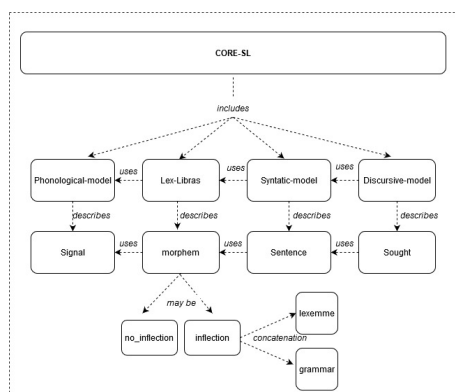 CORE-SL
includes
Phonological-model
uses
Lex-Libras
uses
Syntatic-model
uses
Discursive-model
describes
describes
describes
describes
Signal
uses
morphem
uses
Sentence
uses
Sought
may be
no_inflection
inflection
concatenation
lexemme
grammar